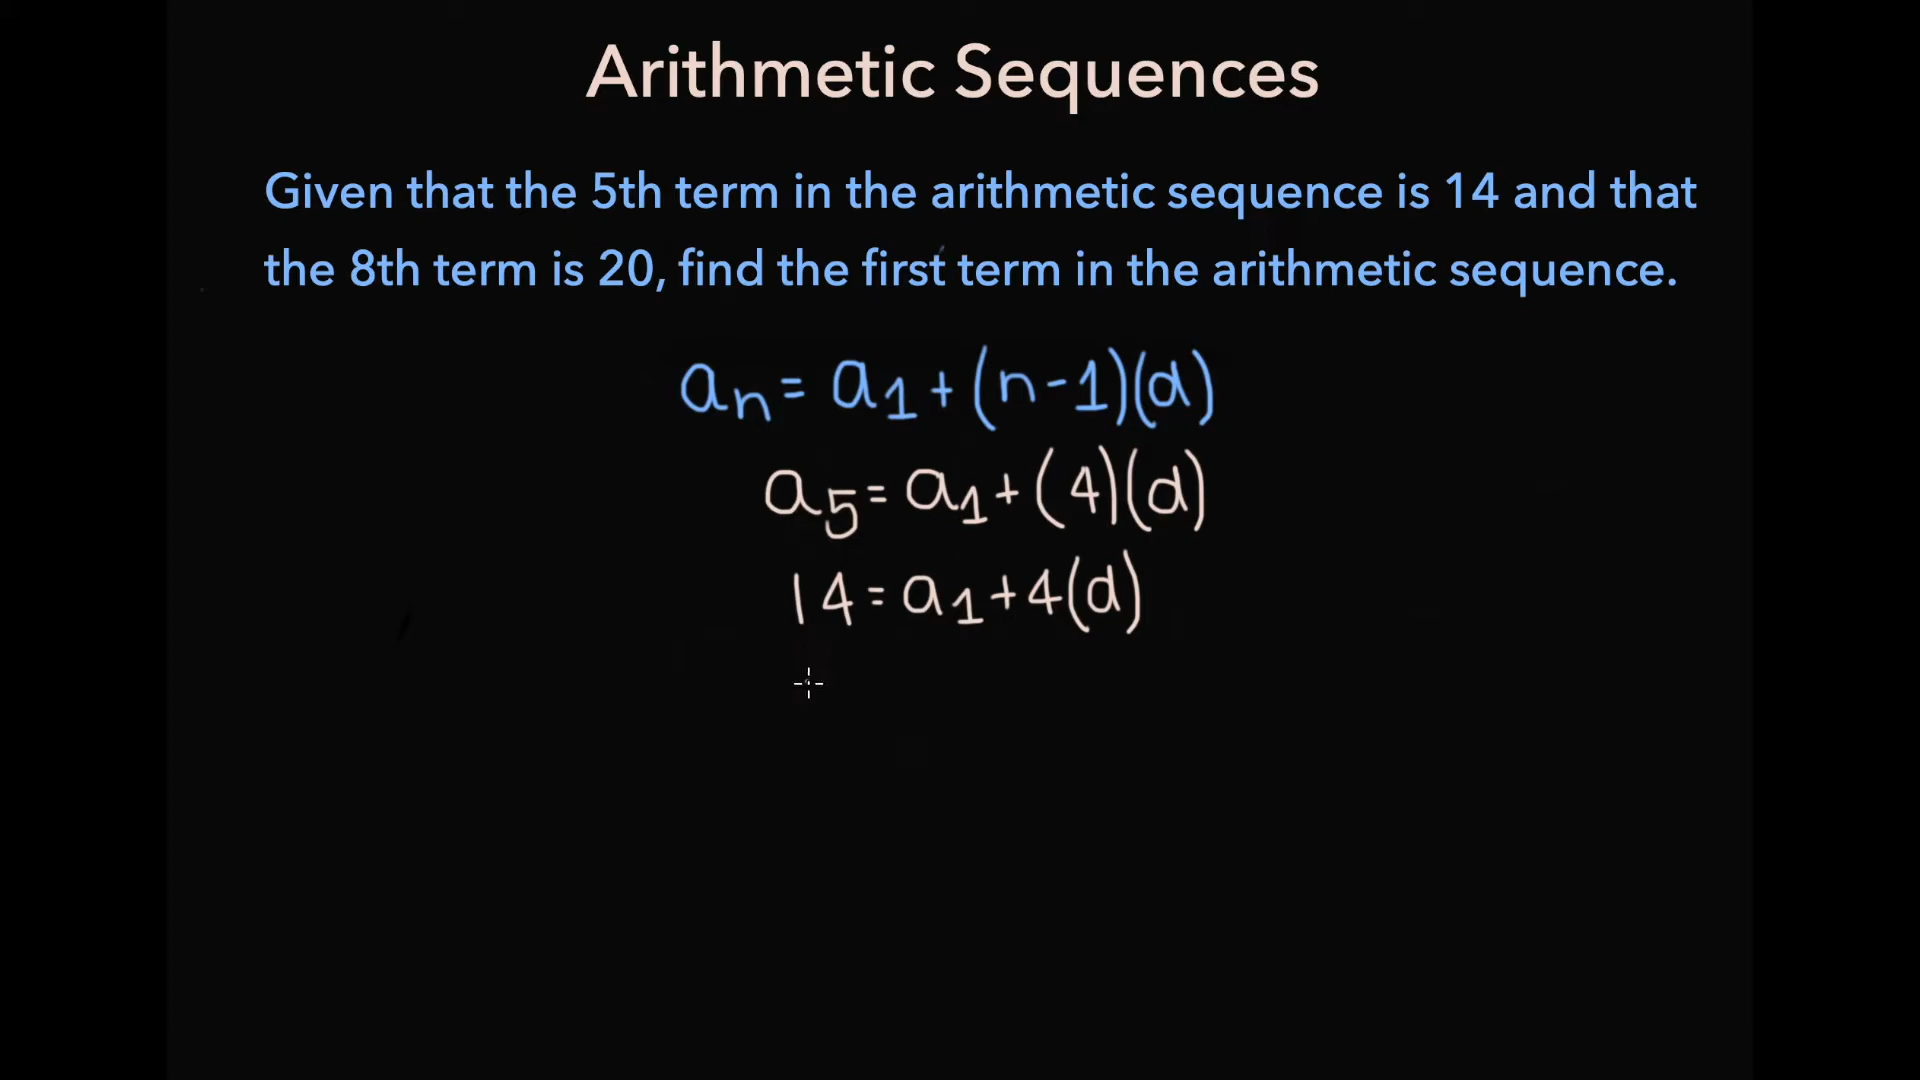 Arithmetic Sequences
Given that the 5th term in the arithmetic sequence is 14 and that
the 8th term is 20, find the first term in the arithmetic sequence.
aₙ = a₁ + (n-1)(d)
a₅ = a₁ + (4)(d)
14 = a₁ + 4(d)